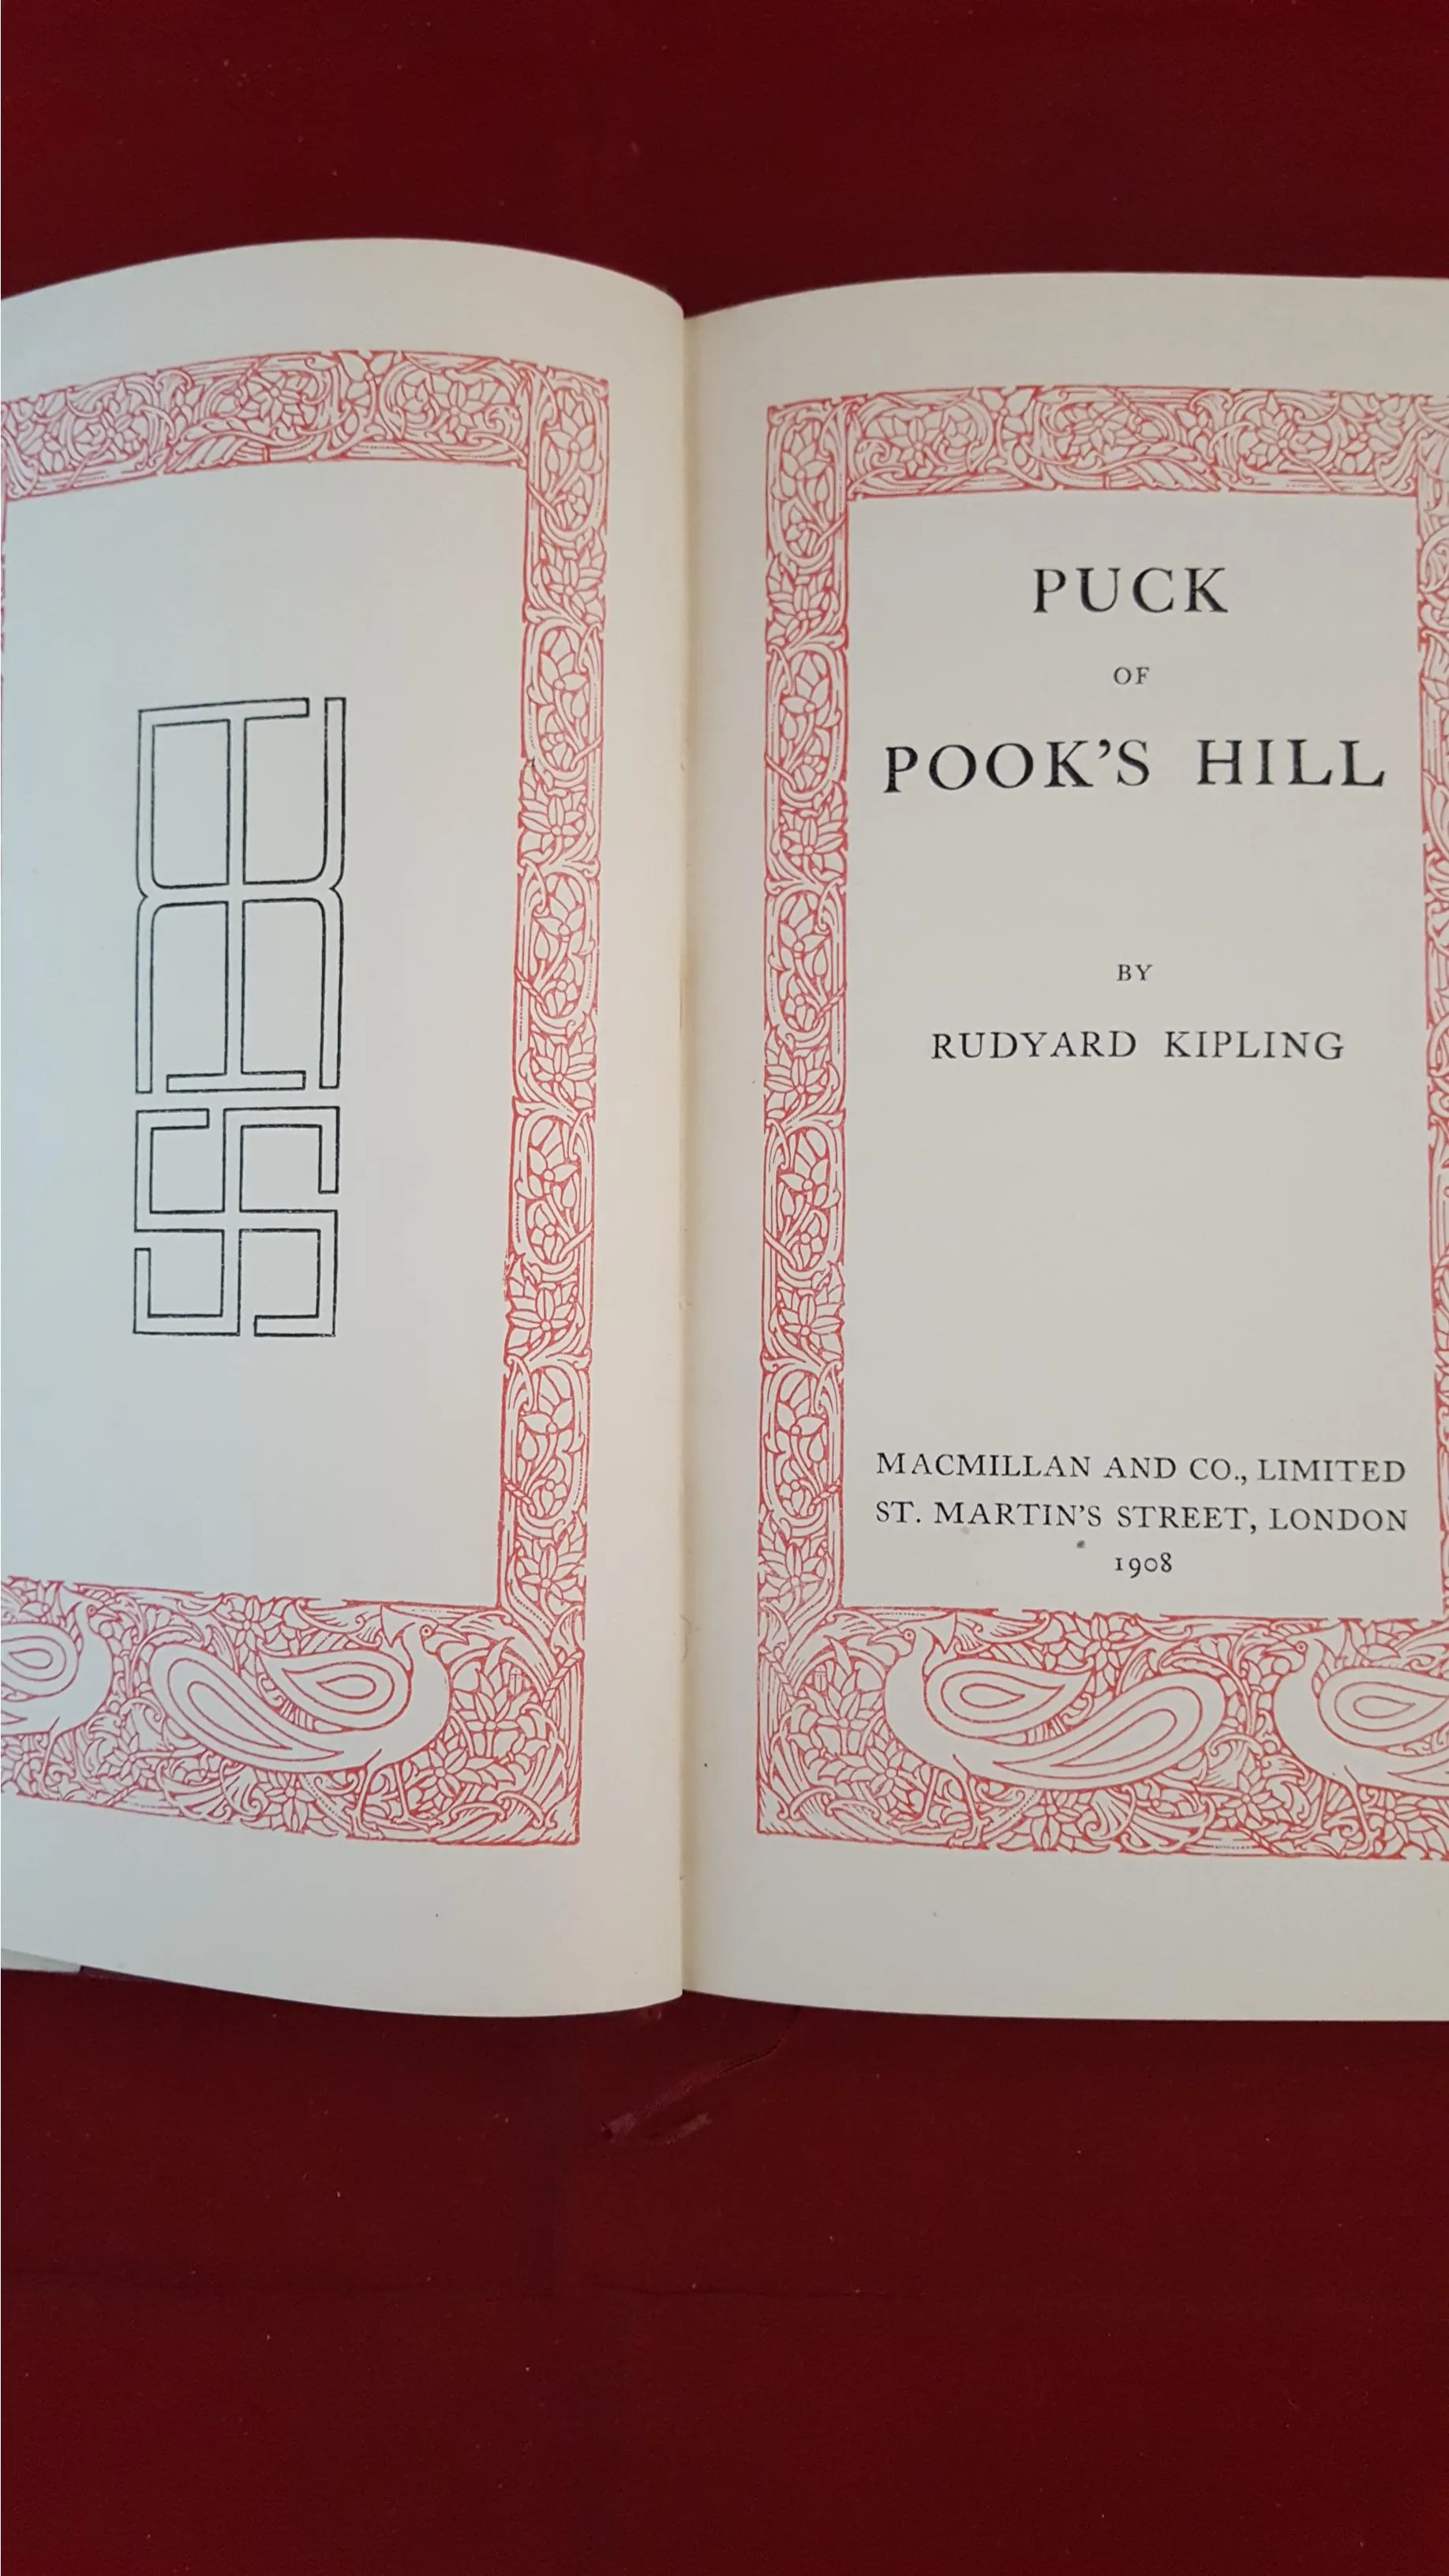 PUCK
OF
POOK'S HILL
BY
RUDYARD KIPLING
MACMILLAN AND CO., LIMITED
ST. MARTIN'S STREET, LONDON
1908